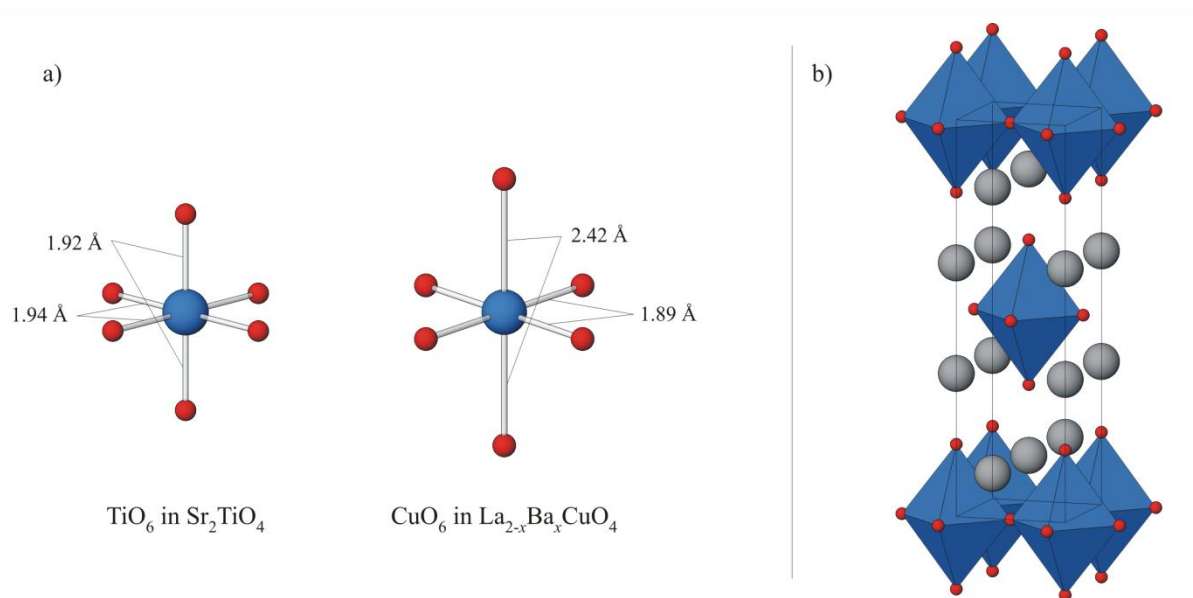 a)
b)
1.92 Å
2.42 Å
1.94 Å
1.89 Å
TiO₆ in Sr₂TiO₄
CuO₆ in La₂₋ₓBaₓCuO₄